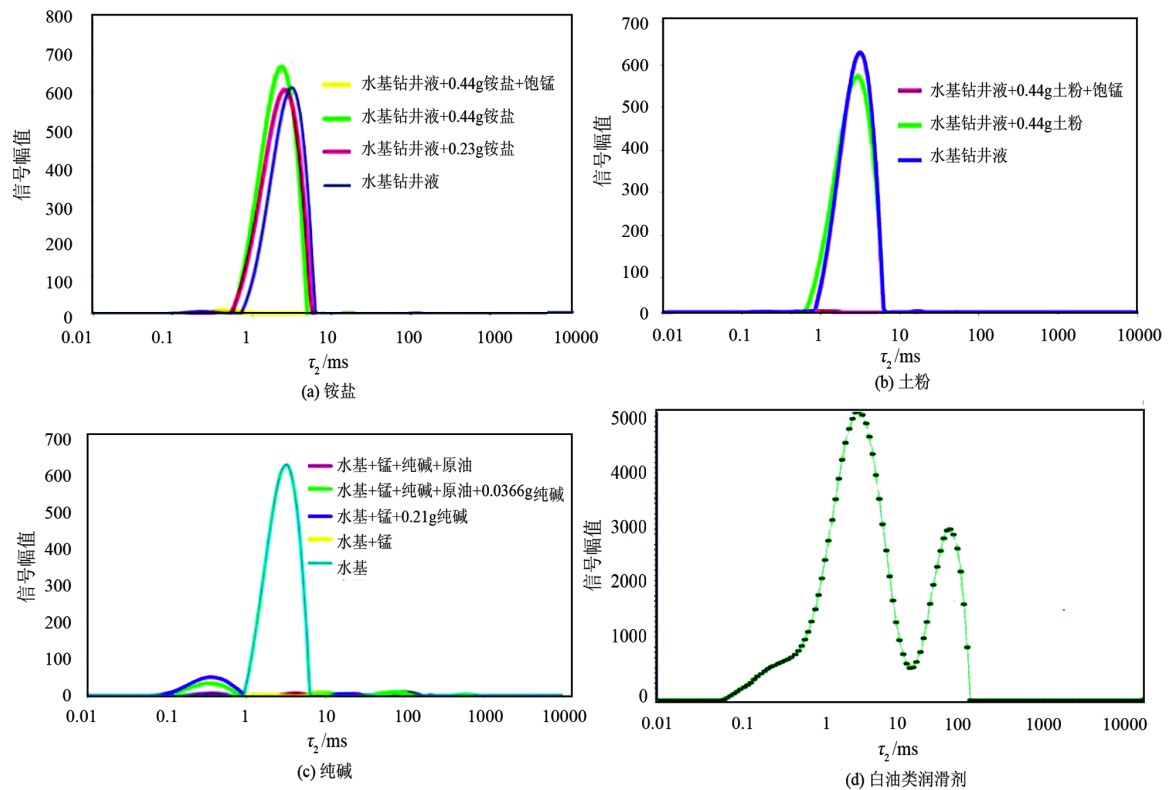 800
700
600
500
400
300
200
100
0
信号幅值
水基钻井液+0.44g铵盐+饱锰
水基钻井液+0.44g铵盐
水基钻井液+0.23g铵盐
水基钻井液
0.01 0.1 1 10 100 1000 10000
τ2/ms
(a) 铵盐
700
600
500
400
300
200
100
0
信号幅值
水基钻井液+0.44g土粉+饱锰
水基钻井液+0.44g土粉
水基钻井液
0.01 0.1 1 10 100 1000 10000
τ2/ms
(b) 土粉
700
600
500
400
300
200
100
0
信号幅值
水基+锰+纯碱+原油
水基+锰+纯碱+原油+0.0366g纯碱
水基+锰+0.21g纯碱
水基+锰
水基
0.01 0.1 1 10 100 1000 10000
τ2/ms
(c) 纯碱
5000
4000
3000
2000
1000
0
信号幅值
0.01 0.1 1 10 100 1000 10000
τ2/ms
(d) 白油类润滑剂